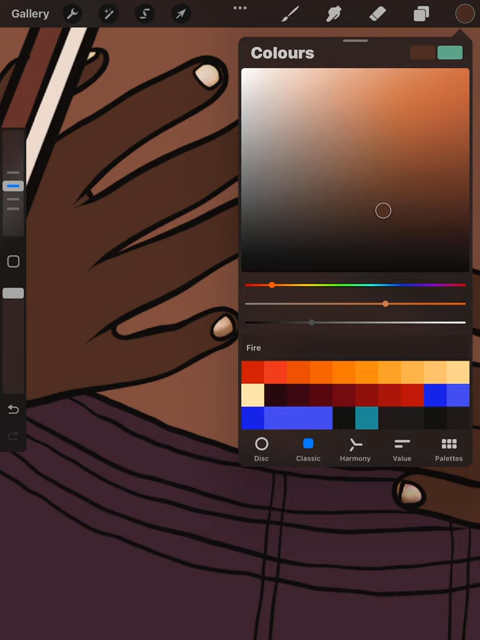 Gallery
Colours
Fire
Disc
Classic
Harmony
Value
Palettes